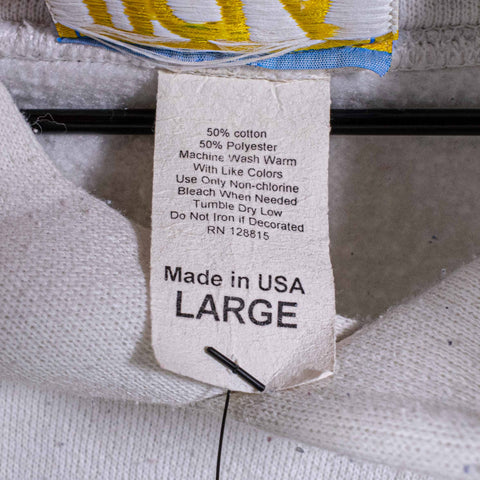 50% cotton
50% Polyester
Machine Wash Warm
With Like Colors
Use Only Non-chlorine
Bleach When Needed
Tumble Dry Low
Do Not Iron if Decorated
RN 128815
Made in USA
LARGE